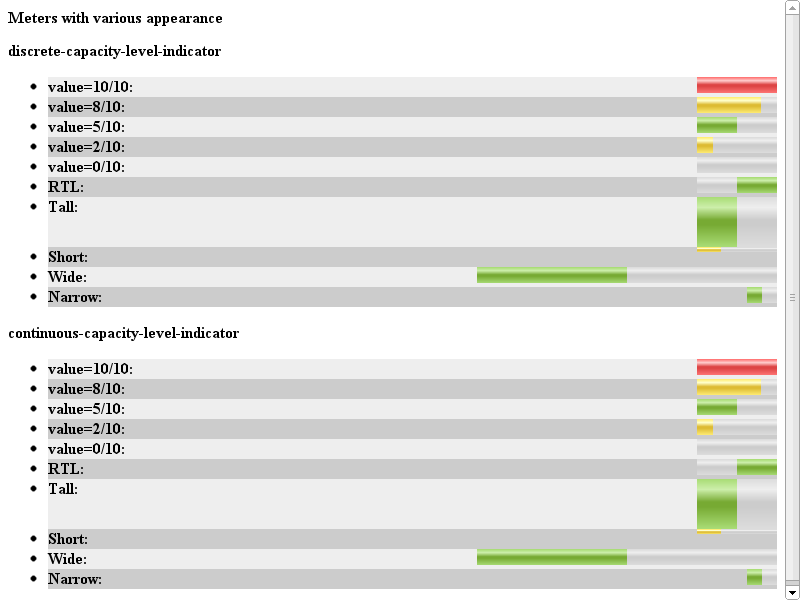 Meters with various appearance
discrete-capacity-level-indicator
value=10/10:
value=8/10:
value=5/10:
value=2/10:
value=0/10:
RTL:
Tall:
Short:
Wide:
Narrow:
continuous-capacity-level-indicator
value=10/10:
value=8/10:
value=5/10:
value=2/10:
value=0/10:
RTL:
Tall:
Short:
Wide:
Narrow: